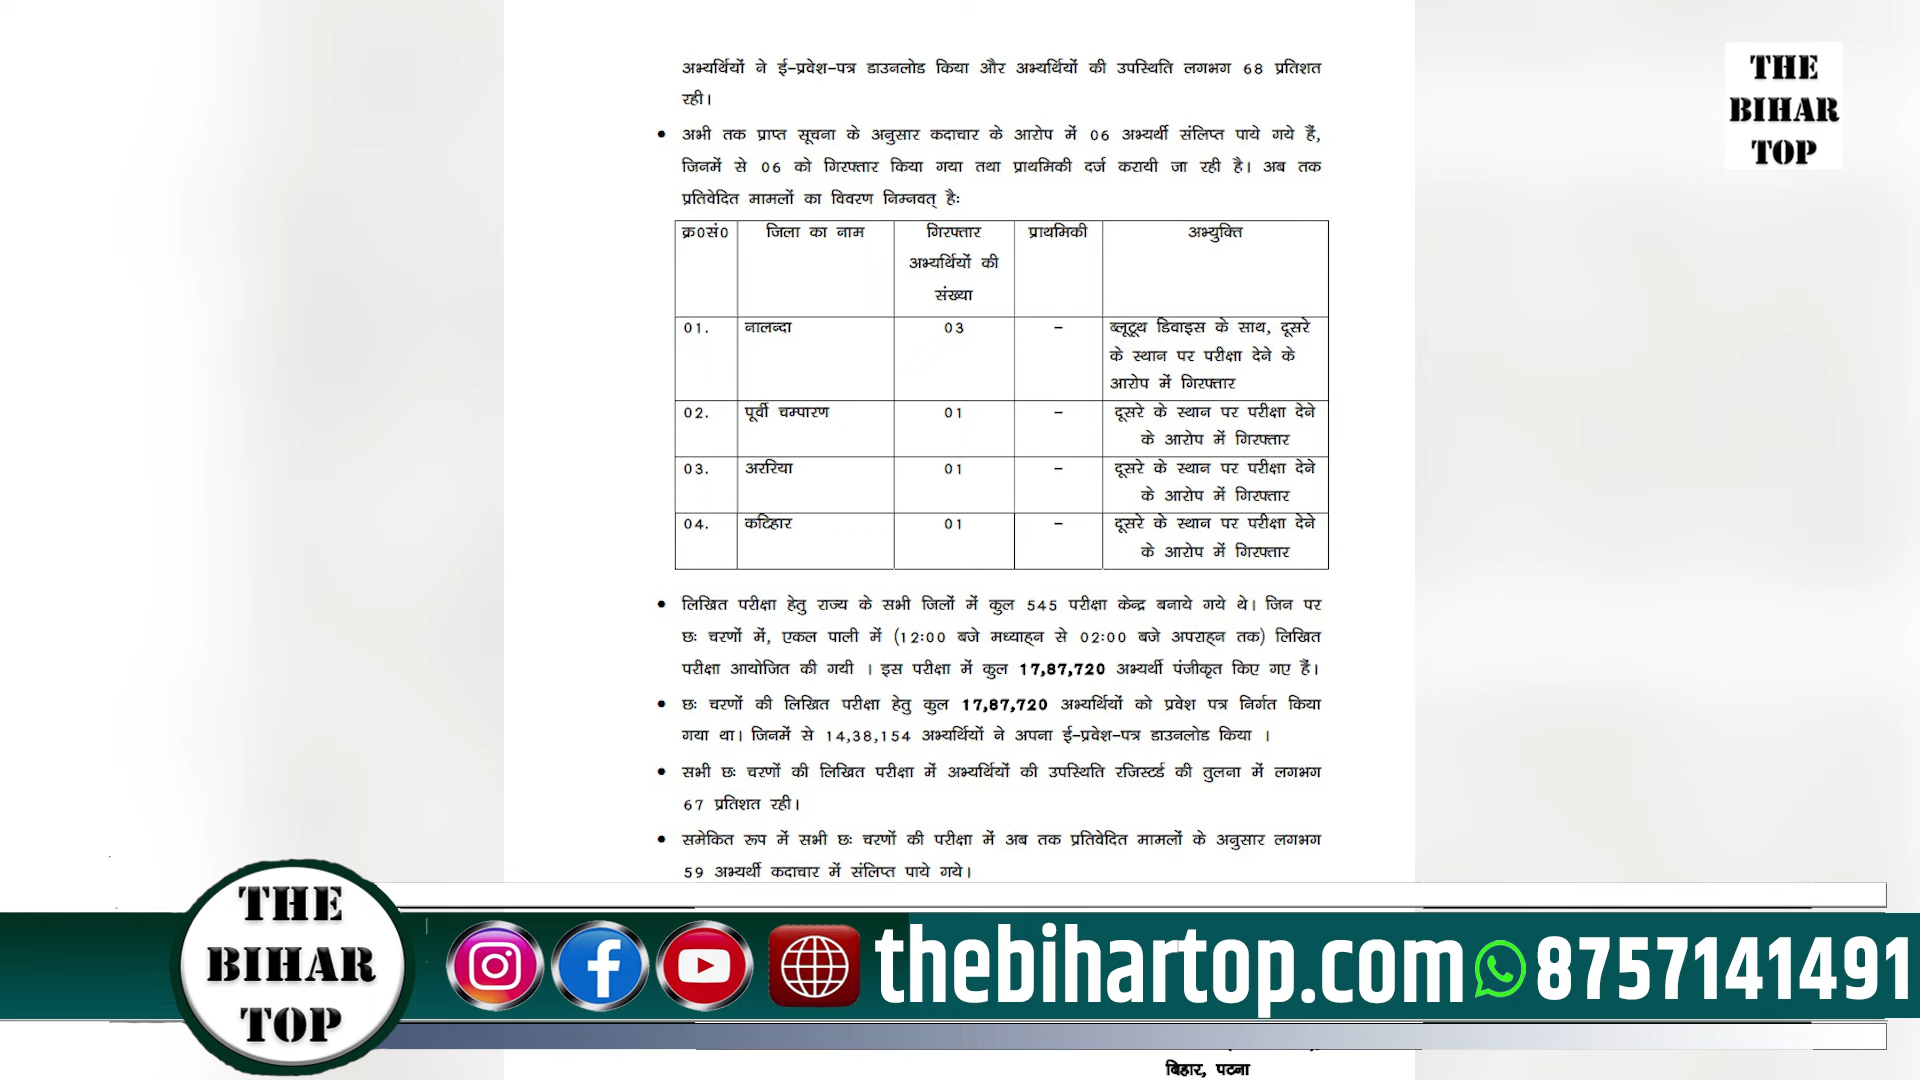 अभ्यर्थियों ने ई-प्रवेश-पत्र डाउनलोड किया और अभ्यर्थियों की उपस्थिति लगभग 68 प्रतिशत
रही।
THE
BIHAR
TOP
• अभी तक प्राप्त सूचना के अनुसार कदाचार के आरोप में 06 अभ्यर्थी संलिप्त पाये गये हैं,
जिनमें से 06 को गिरफ्तार किया गया तथा प्राथमिकी दर्ज करायी जा रही है। अब तक
प्रतिवेदित मामलों का विवरण निम्नवत् है:
क्र0सं0 जिला का नाम गिरफ्तार प्राथमिकी अभ्युक्ति
अभ्यर्थियों की
संख्या
01. नालन्दा 03 – ब्लूटूथ डिवाइस के साथ, दूसरे
के स्थान पर परीक्षा देने के
आरोप में गिरफ्तार
02. पूर्वी चम्पारण 01 – दूसरे के स्थान पर परीक्षा देने
के आरोप में गिरफ्तार
03. अररिया 01 – दूसरे के स्थान पर परीक्षा देने
के आरोप में गिरफ्तार
04. कटिहार 01 – दूसरे के स्थान पर परीक्षा देने
के आरोप में गिरफ्तार
• लिखित परीक्षा हेतु राज्य के सभी जिलों में कुल 545 परीक्षा केन्द्र बनाये गये थे। जिन पर
छः चरणों में, एकल पाली में (12:00 बजे मध्याह्न से 02:00 बजे अपराह्न तक) लिखित
परीक्षा आयोजित की गयी । इस परीक्षा में कुल 17,87,720 अभ्यर्थी पंजीकृत किए गए हैं।
• छः चरणों की लिखित परीक्षा हेतु कुल 17,87,720 अभ्यर्थियों को प्रवेश पत्र निर्गत किया
गया था। जिनमें से 14,38,154 अभ्यर्थियों ने अपना ई-प्रवेश-पत्र डाउनलोड किया ।
• सभी छः चरणों की लिखित परीक्षा में अभ्यर्थियों की उपस्थिति रजिस्टर्ड की तुलना में लगभग
67 प्रतिशत रही।
• समेकित रूप में सभी छः चरणों की परीक्षा में अब तक प्रतिवेदित मामलों के अनुसार लगभग
59 अभ्यर्थी कदाचार में संलिप्त पाये गये।
THE
BIHAR
TOP
thebihartop.com 8757141491
बिहार, पटना